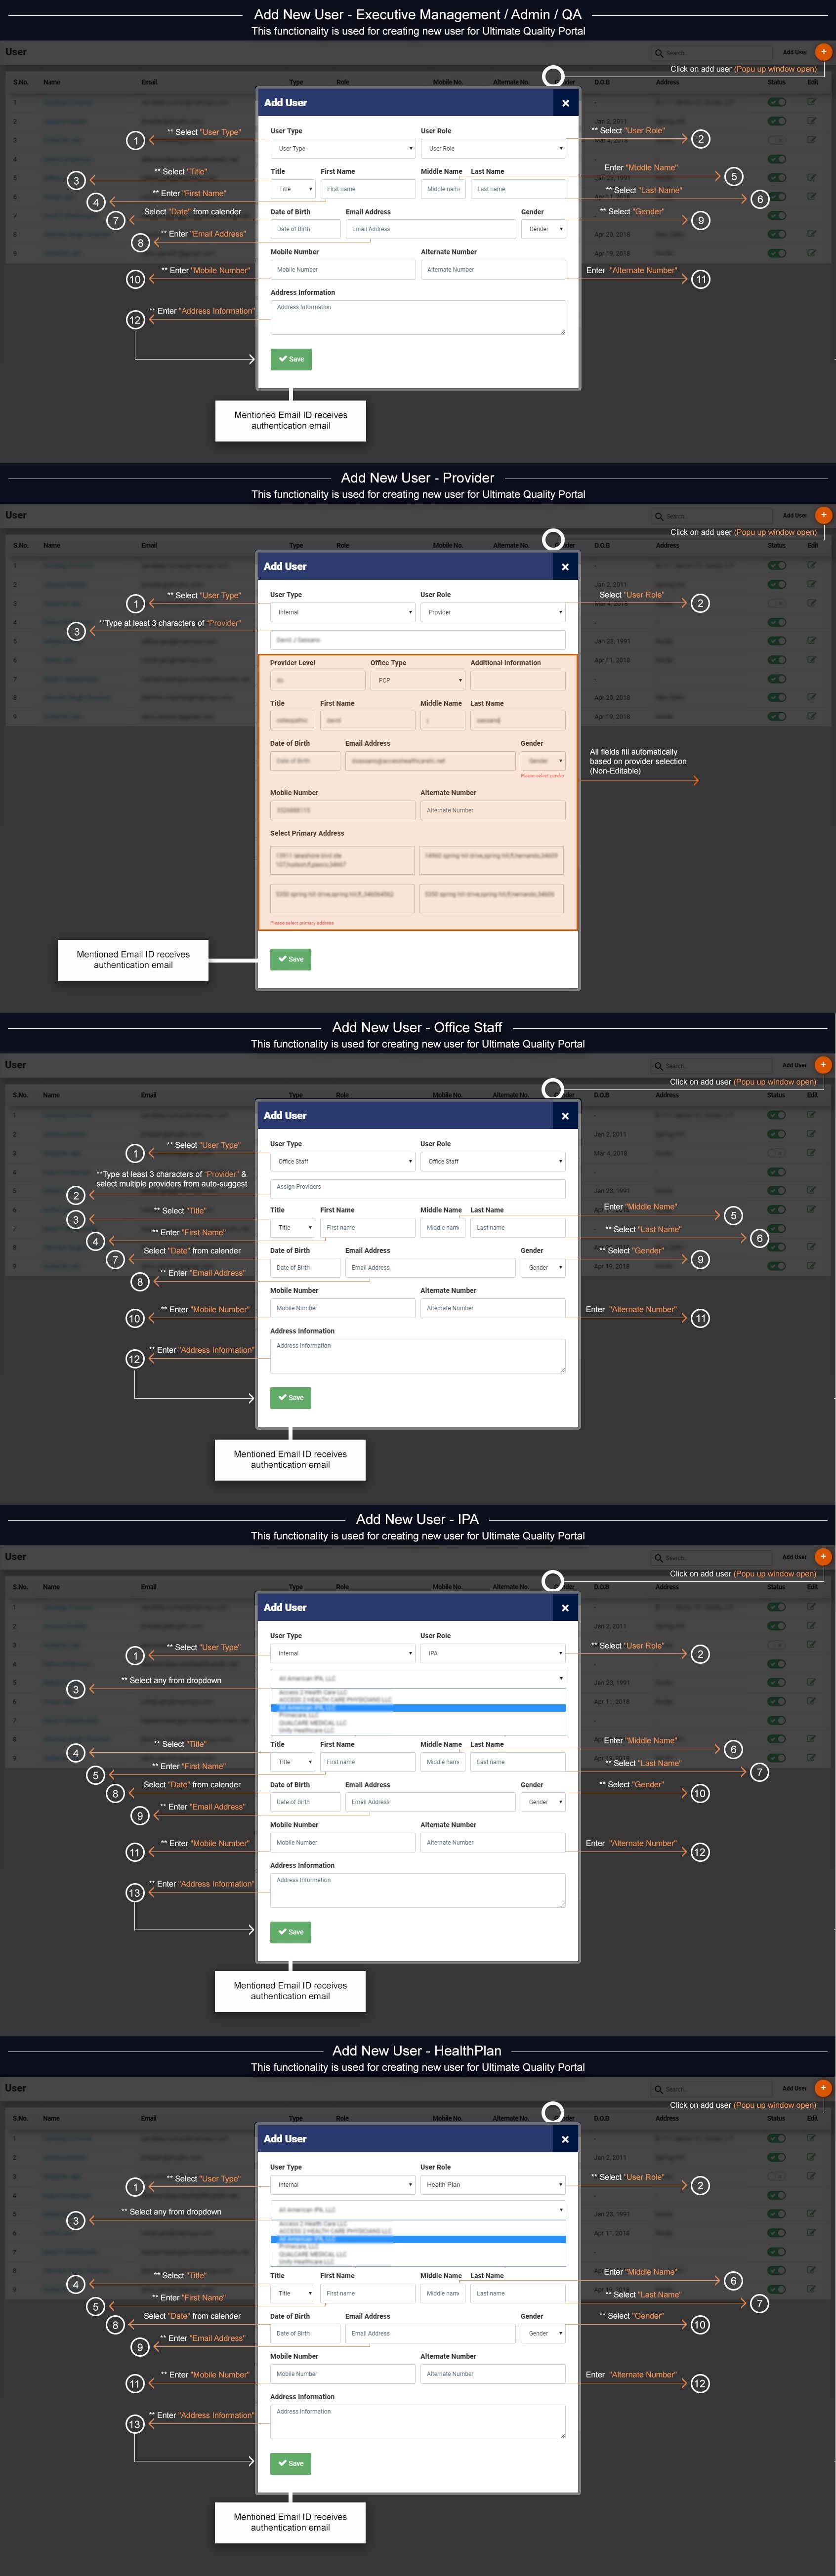 Add New User - Executive Management / Admin / QA
This functionality is used for creating new user for Ultimate Quality Portal
User
Search..
Add User
+
Click on add user (Popu up window open)
S.No. Name Email Type Role Mobile No. Alternate No. D.O.B Address Status Edit
Add User
×
User Type User Role
1 ** Select "User Type"
User Type User Role
** Select "User Role" 2
Title First Name Middle Name Last Name
3 ** Select "Title"
Title First name Middle name Last name
Enter "Middle Name" 5
4 ** Enter "First Name"
** Select "Last Name" 6
Date of Birth Email Address Gender
7 Select "Date" from calender
Date of Birth Email Address Gender
** Select "Gender" 9
8 ** Enter "Email Address"
Mobile Number Alternate Number
10 ** Enter "Mobile Number"
Mobile Number Alternate Number
Enter "Alternate Number" 11
Address Information
12 ** Enter "Address Information"
Address Information
Save
Mentioned Email ID receives
authentication email
Add New User - Provider
This functionality is used for creating new user for Ultimate Quality Portal
User
Search..
Add User
+
Click on add user (Popu up window open)
S.No. Name Email Type Role Mobile No. Alternate No. D.O.B Address Status Edit
Add User
×
User Type User Role
1 ** Select "User Type"
Internal Provider
Select "User Role" 2
3 **Type at least 3 characters of "Provider"
Provider Level Office Type Additional Information
PCP
Title First Name Middle Name Last Name
Date of Birth Email Address Gender
Date of Birth Gender
Please select gender
All fields fill automatically
based on provider selection
(Non-Editable)
Mobile Number Alternate Number
Alternate Number
Select Primary Address
Please select primary address
Save
Mentioned Email ID receives
authentication email
Add New User - Office Staff
This functionality is used for creating new user for Ultimate Quality Portal
User
Search..
Add User
+
Click on add user (Popu up window open)
S.No. Name Email Type Role Mobile No. Alternate No. D.O.B Address Status Edit
Add User
×
User Type User Role
1 ** Select "User Type"
Office Staff Office Staff
**Type at least 3 characters of "Provider" &
select multiple providers from auto-suggest
2
Assign Providers
Title First Name Middle Name Last Name
3 ** Select "Title"
Title First name Middle name Last name
Enter "Middle Name" 5
4 ** Enter "First Name"
** Select "Last Name" 6
Date of Birth Email Address Gender
7 Select "Date" from calender
Date of Birth Email Address Gender
** Select "Gender" 9
8 ** Enter "Email Address"
Mobile Number Alternate Number
10 ** Enter "Mobile Number"
Mobile Number Alternate Number
Enter "Alternate Number" 11
Address Information
12 ** Enter "Address Information"
Address Information
Save
Mentioned Email ID receives
authentication email
Add New User - IPA
This functionality is used for creating new user for Ultimate Quality Portal
User
Search..
Add User
+
Click on add user (Popu up window open)
S.No. Name Email Type Role Mobile No. Alternate No. D.O.B Address Status Edit
Add User
×
User Type User Role
1 ** Select "User Type"
Internal IPA
** Select "User Role" 2
3 ** Select any from dropdown
Title First Name Middle Name Last Name
4 ** Select "Title"
Title First name Middle name Last name
Enter "Middle Name" 6
5 ** Enter "First Name"
** Select "Last Name" 7
Date of Birth Email Address Gender
8 Select "Date" from calender
Date of Birth Email Address Gender
** Select "Gender" 10
9 ** Enter "Email Address"
Mobile Number Alternate Number
11 ** Enter "Mobile Number"
Mobile Number Alternate Number
Enter "Alternate Number" 12
Address Information
13 ** Enter "Address Information"
Address Information
Save
Mentioned Email ID receives
authentication email
Add New User - HealthPlan
This functionality is used for creating new user for Ultimate Quality Portal
User
Search..
Add User
+
Click on add user (Popu up window open)
S.No. Name Email Type Role Mobile No. Alternate No. D.O.B Address Status Edit
Add User
×
User Type User Role
1 ** Select "User Type"
Internal Health Plan
** Select "User Role" 2
3 ** Select any from dropdown
Title First Name Middle Name Last Name
4 ** Select "Title"
Title First name Middle name Last name
Enter "Middle Name" 6
5 ** Enter "First Name"
** Select "Last Name" 7
Date of Birth Email Address Gender
8 Select "Date" from calender
Date of Birth Email Address Gender
** Select "Gender" 10
9 ** Enter "Email Address"
Mobile Number Alternate Number
11 ** Enter "Mobile Number"
Mobile Number Alternate Number
Enter "Alternate Number" 12
Address Information
13 ** Enter "Address Information"
Address Information
Save
Mentioned Email ID receives
authentication email